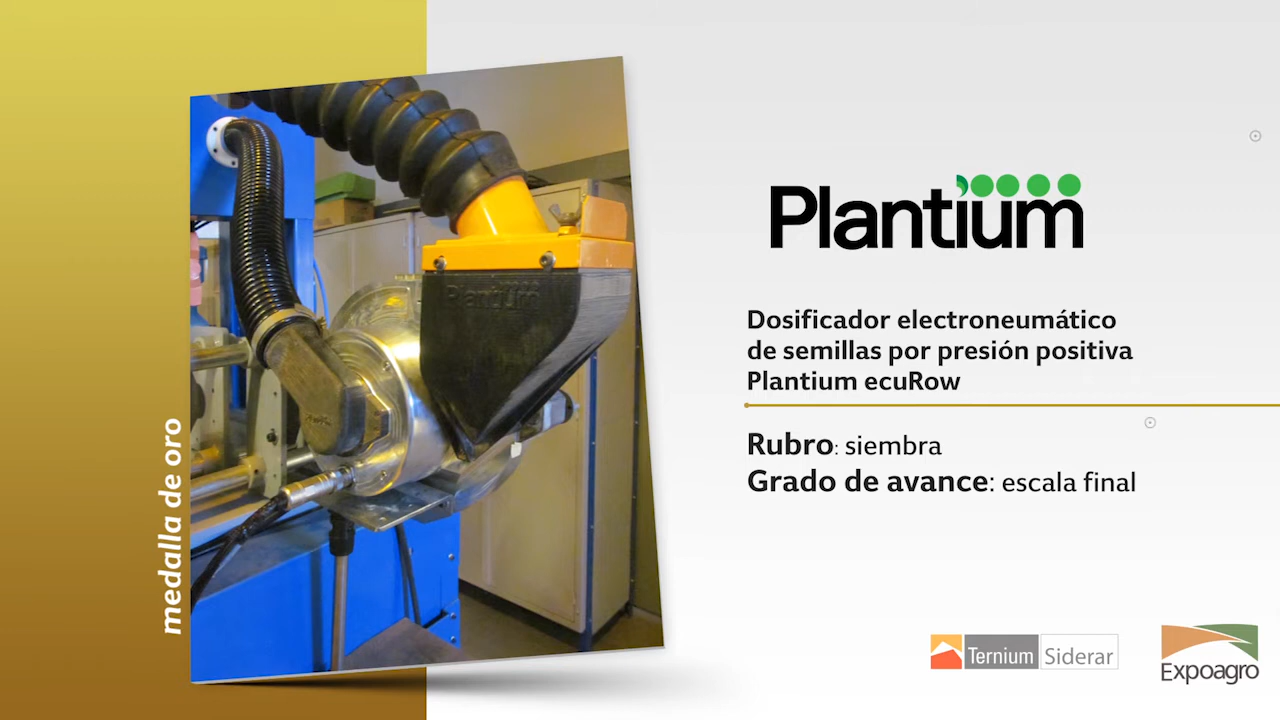 medalla de oro
Plantium
Plantium
Dosificador electroneumático
de semillas por presión positiva
Plantium ecuRow
Rubro: siembra
Grado de avance: escala final
Ternium Siderar
Expoagro